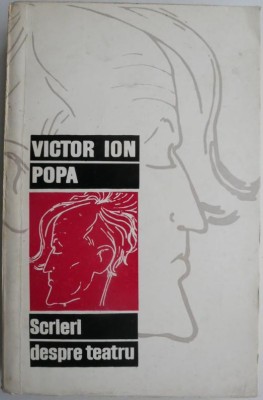 VICTOR ION
POPA
Scrieri
despre teatru